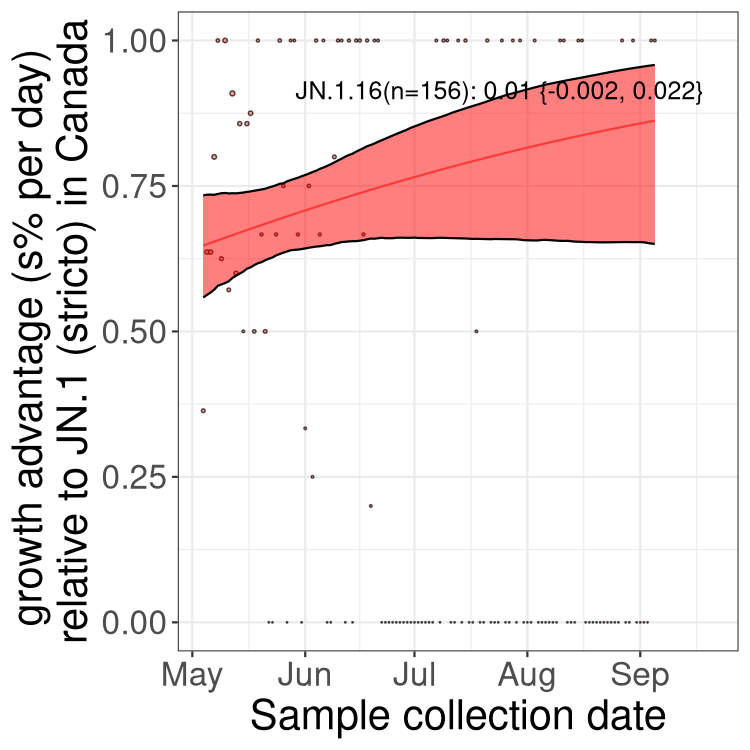 growth advantage (s% per day)
relative to JN.1 (stricto) in Canada
1.00
0.75
0.50
0.25
0.00
JN.1.16(n=156): 0.01 {-0.002, 0.022}
May Jun Jul Aug Sep
Sample collection date